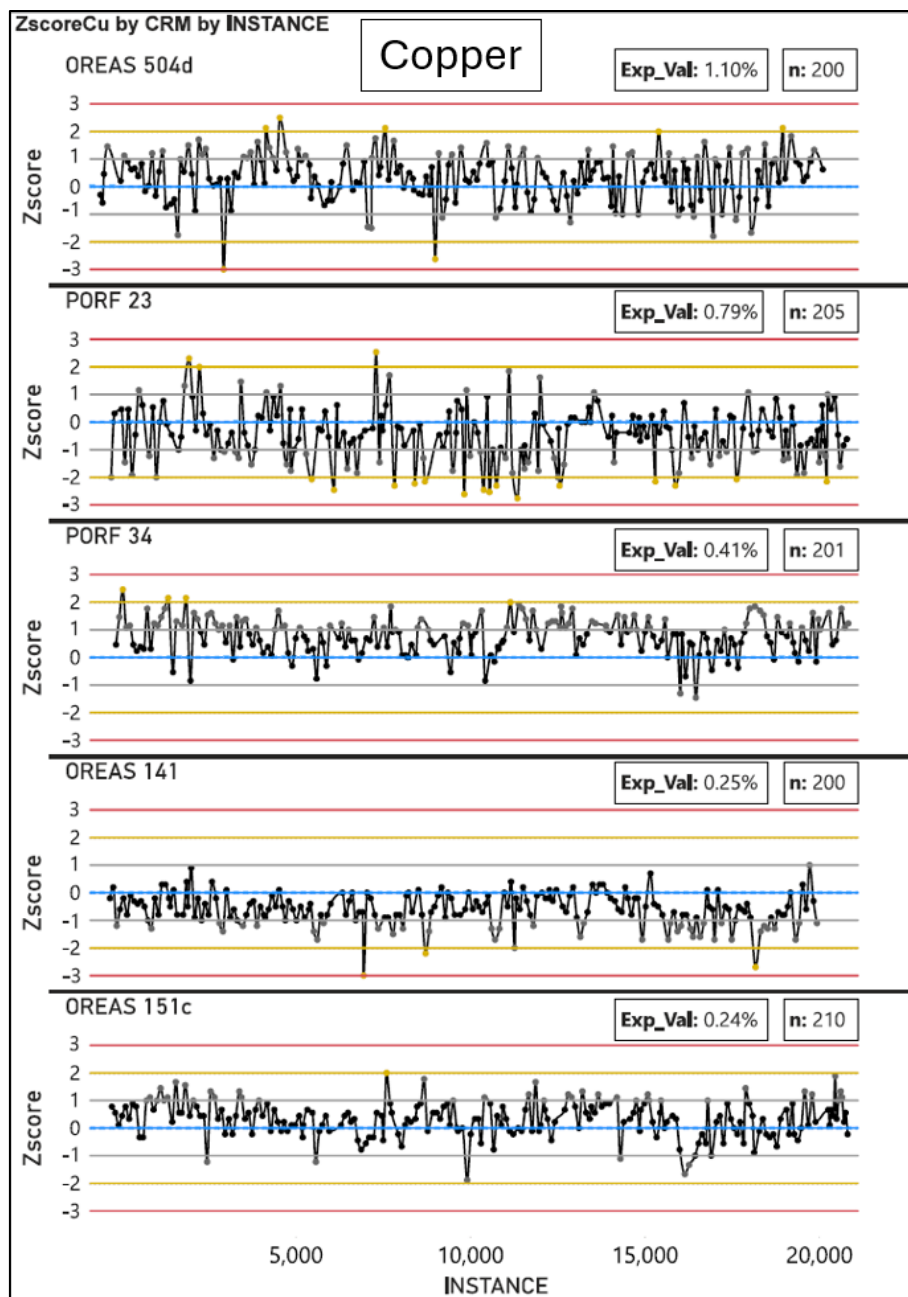 ZscoreCu by CRM by INSTANCE
Copper
OREAS 504d
Exp_Val: 1.10%
n: 200
3
2
1
0
-1
-2
-3
Zscore
PORF 23
Exp_Val: 0.79%
n: 205
3
2
1
0
-1
-2
-3
Zscore
PORF 34
Exp_Val: 0.41%
n: 201
3
2
1
0
-1
-2
-3
Zscore
OREAS 141
Exp_Val: 0.25%
n: 200
3
2
1
0
-1
-2
-3
Zscore
OREAS 151c
Exp_Val: 0.24%
n: 210
3
2
1
0
-1
-2
-3
Zscore
5,000 10,000 15,000 20,000
INSTANCE